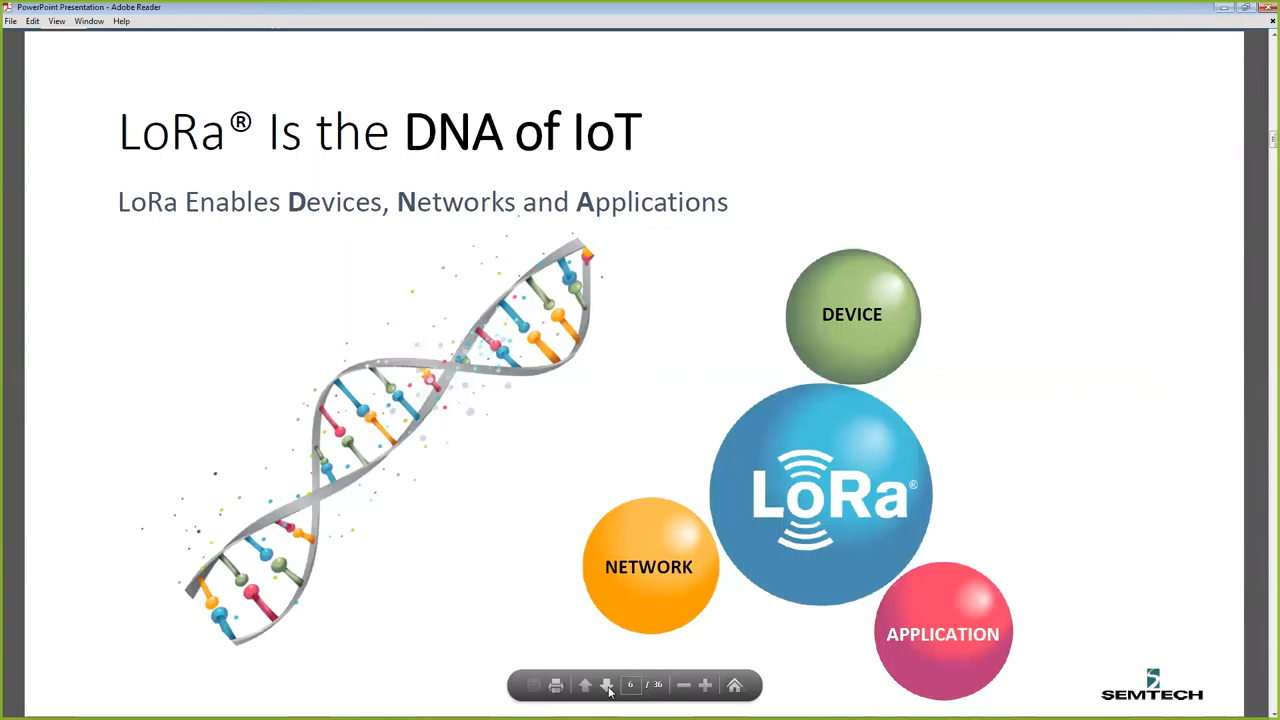 PowerPoint Presentation - Adobe Reader
File Edit View Window Help
LoRa® Is the DNA of IoT
LoRa Enables Devices, Networks and Applications
DEVICE
LoRa®
NETWORK
APPLICATION
6 / 36
SEMTECH